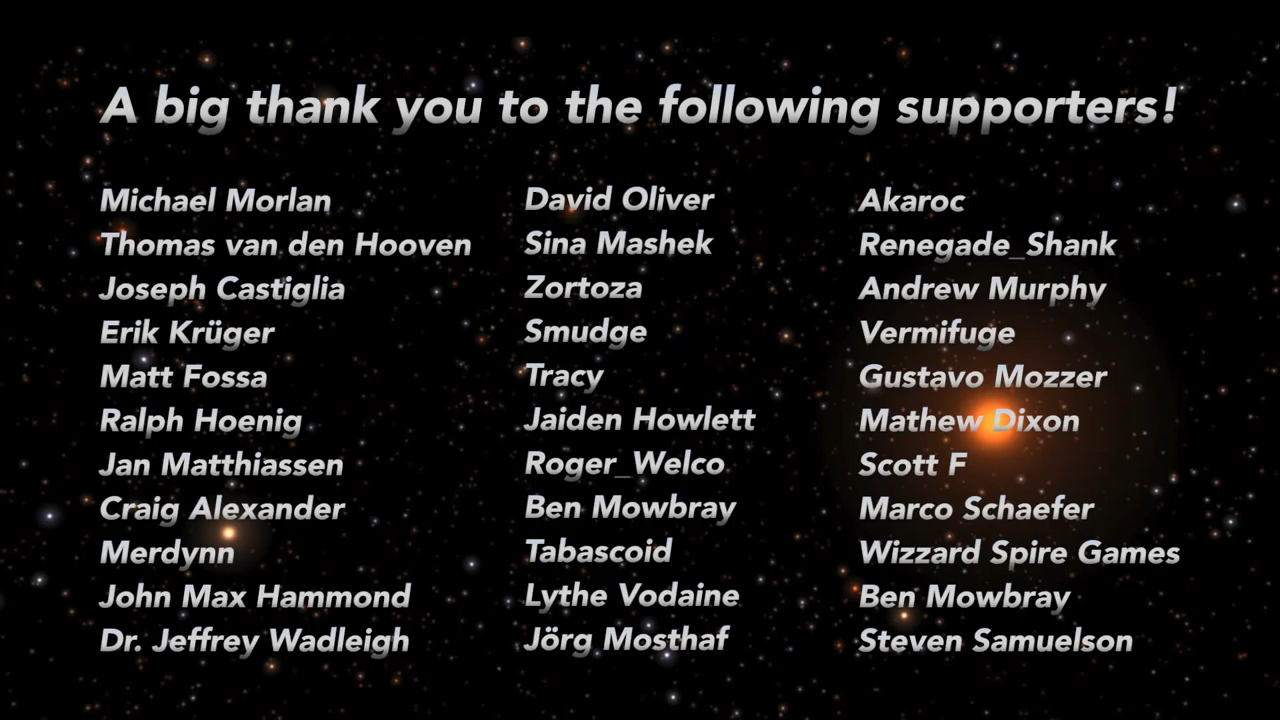 A big thank you to the following supporters!
Michael Morlan
Thomas van den Hooven
Joseph Castiglia
Erik Krüger
Matt Fossa
Ralph Hoenig
Jan Matthiassen
Craig Alexander
Merdynn
John Max Hammond
Dr. Jeffrey Wadleigh
David Oliver
Sina Mashek
Zortoza
Smudge
Tracy
Jaiden Howlett
Roger_Welco
Ben Mowbray
Tabascoid
Lythe Vodaine
Jörg Mosthaf
Akaroc
Renegade_Shank
Andrew Murphy
Vermifuge
Gustavo Mozzer
Mathew Dixon
Scott F
Marco Schaefer
Wizzard Spire Games
Ben Mowbray
Steven Samuelson